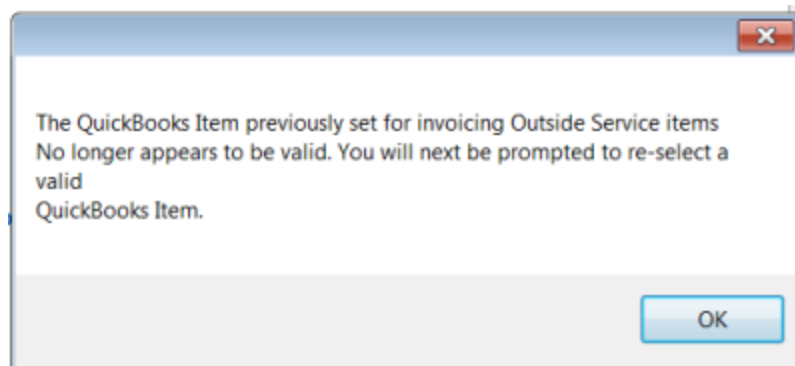 The QuickBooks Item previously set for invoicing Outside Service items
No longer appears to be valid. You will next be prompted to re-select a
valid
QuickBooks Item.
OK